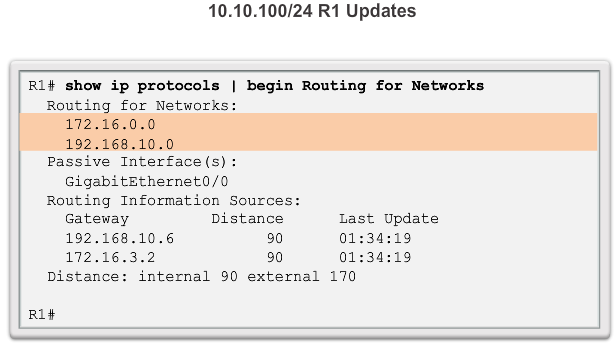 10.10.100/24 R1 Updates
R1# show ip protocols | begin Routing for Networks
Routing for Networks:
172.16.0.0
192.168.10.0
Passive Interface(s):
GigabitEthernet0/0
Routing Information Sources:
Gateway Distance Last Update
192.168.10.6 90 01:34:19
172.16.3.2 90 01:34:19
Distance: internal 90 external 170
R1#